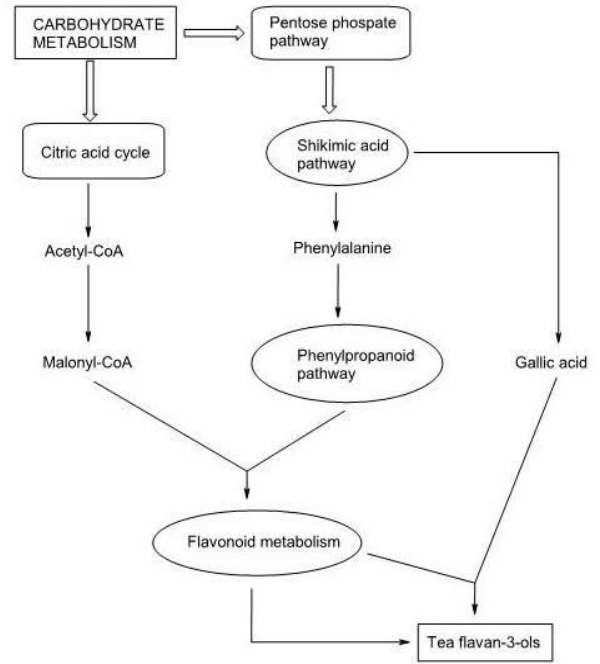 CARBOHYDRATE
METABOLISM
Pentose phospate
pathway
Citric acid cycle
Shikimic acid
pathway
Acetyl-CoA
Phenylalanine
Malonyl-CoA
Phenylpropanoid
pathway
Gallic acid
Flavonoid metabolism
Tea flavan-3-ols